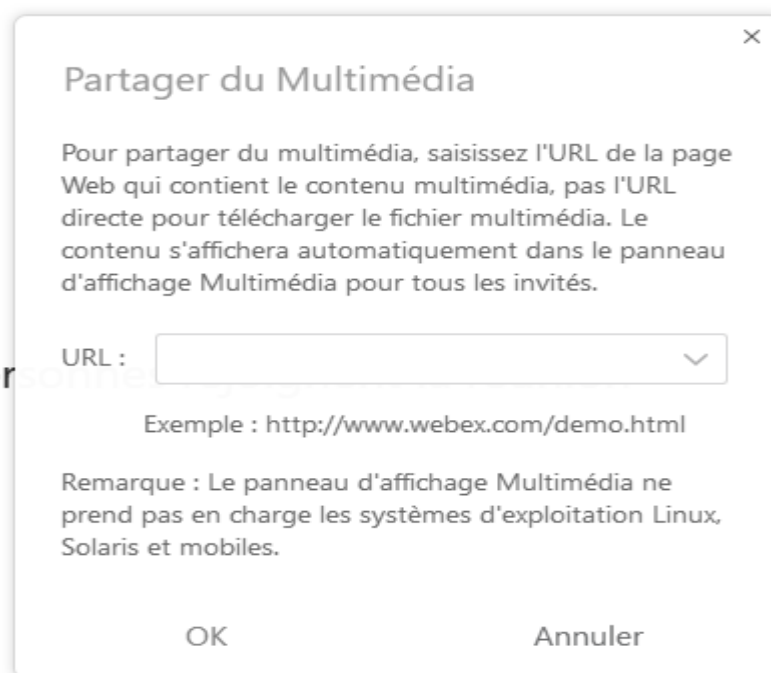 ×
Partager du Multimédia
Pour partager du multimédia, saisissez l'URL de la page
Web qui contient le contenu multimédia, pas l'URL
directe pour télécharger le fichier multimédia. Le
contenu s'affichera automatiquement dans le panneau
d'affichage Multimédia pour tous les invités.
URL :
Exemple : http://www.webex.com/demo.html
Remarque : Le panneau d'affichage Multimédia ne
prend pas en charge les systèmes d'exploitation Linux,
Solaris et mobiles.
OK Annuler